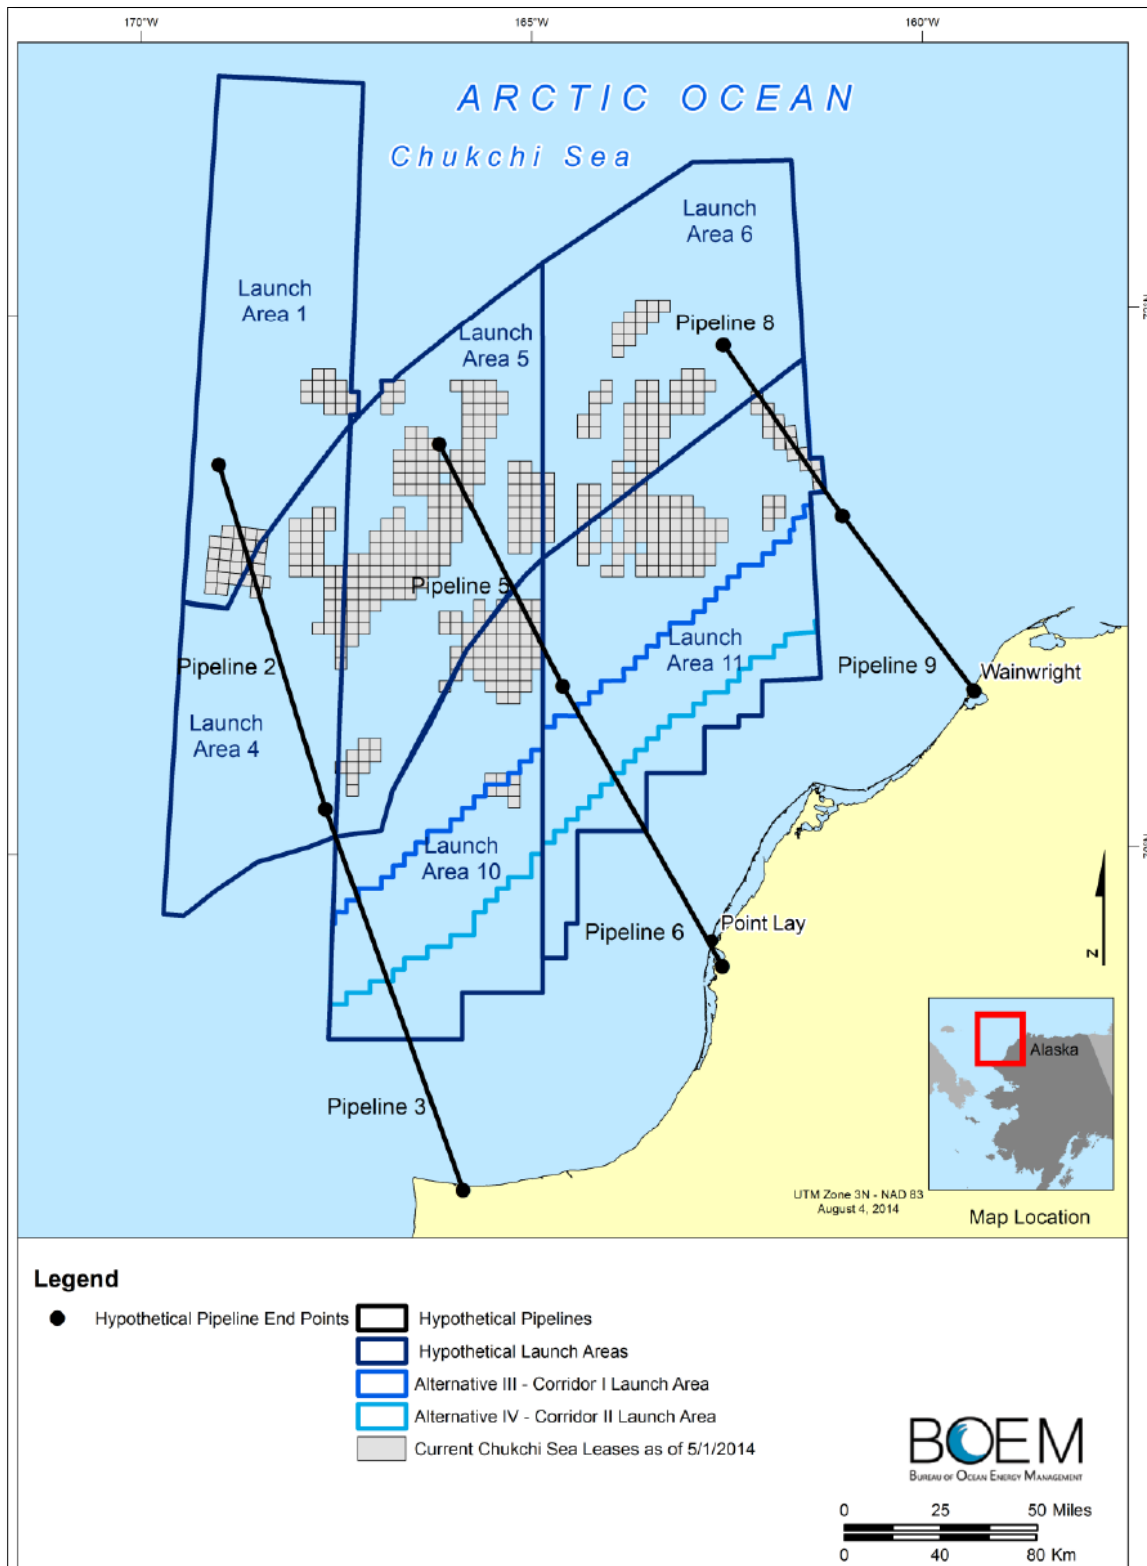 170°W
165°W
160°W
ARCTIC OCEAN
Chukchi Sea
Launch
Area 6
Launch
Area 1
Launch
Area 5
Pipeline 8
Pipeline 5
Launch
Area 11
Pipeline 2
Pipeline 9
Wainwright
Launch
Area 4
Launch
Area 10
Point Lay
Pipeline 6
N
Alaska
Pipeline 3
UTM Zone 3N - NAD 83
August 4, 2014
Map Location
Legend
Hypothetical Pipeline End Points
Hypothetical Pipelines
Hypothetical Launch Areas
Alternative III - Corridor I Launch Area
Alternative IV - Corridor II Launch Area
Current Chukchi Sea Leases as of 5/1/2014
BOEM
BUREAU OF OCEAN ENERGY MANAGEMENT
0 25 50 Miles
0 40 80 Km